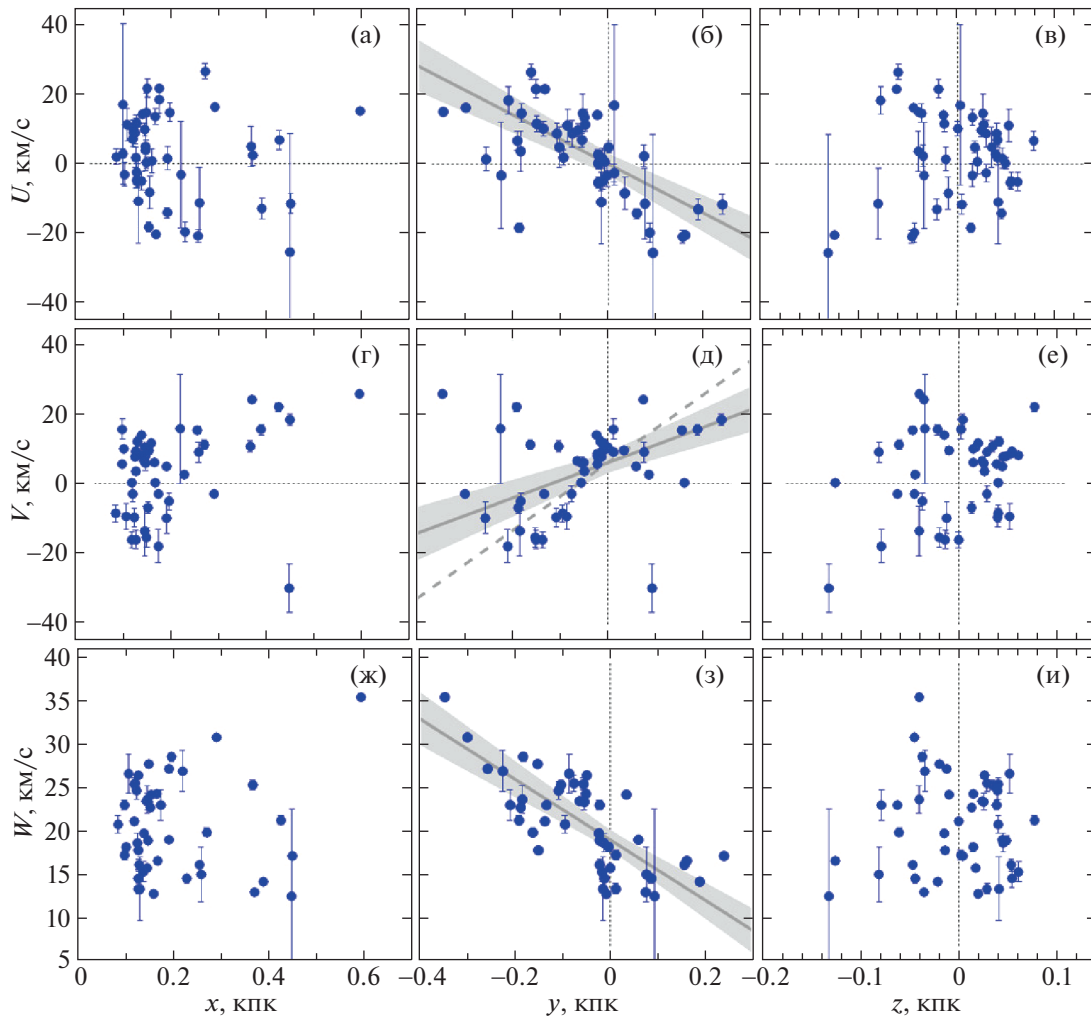 (а) (б) (в)
U, км/с
40
20
0
−20
−40
(г) (д) (е)
V, км/с
40
20
0
−20
−40
(ж) (з) (и)
W, км/с
40
35
30
25
20
15
10
5
0 0.2 0.4 0.6
−0.4 −0.2 0 0.2
−0.2 −0.1 0 0.1
x, кпк
y, кпк
z, кпк